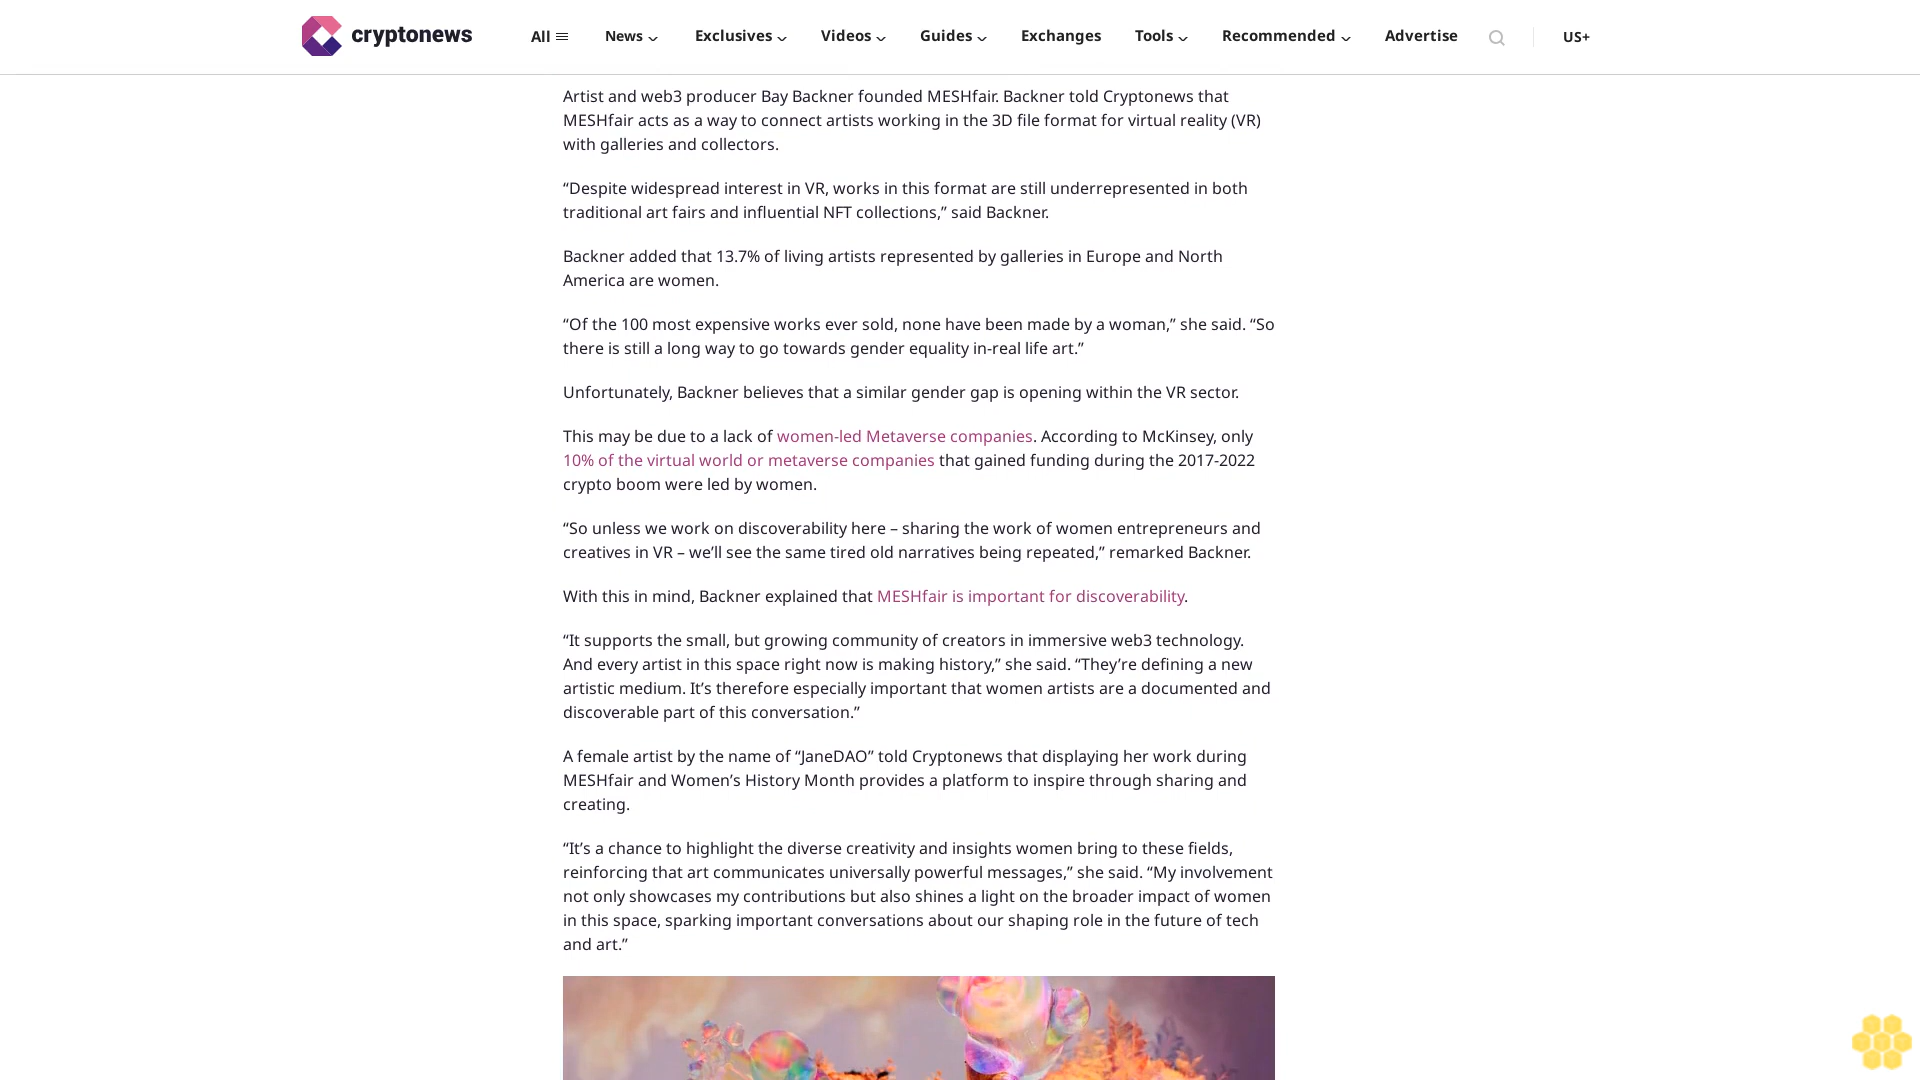 cryptonews
All
News
Exclusives
Videos
Guides
Exchanges
Tools
Recommended
Advertise
US+
Artist and web3 producer Bay Backner founded MESHfair. Backner told Cryptonews that
MESHfair acts as a way to connect artists working in the 3D file format for virtual reality (VR)
with galleries and collectors.
“Despite widespread interest in VR, works in this format are still underrepresented in both
traditional art fairs and influential NFT collections,” said Backner.
Backner added that 13.7% of living artists represented by galleries in Europe and North
America are women.
“Of the 100 most expensive works ever sold, none have been made by a woman,” she said. “So
there is still a long way to go towards gender equality in-real life art.”
Unfortunately, Backner believes that a similar gender gap is opening within the VR sector.
This may be due to a lack of women-led Metaverse companies. According to McKinsey, only
10% of the virtual world or metaverse companies that gained funding during the 2017-2022
crypto boom were led by women.
“So unless we work on discoverability here – sharing the work of women entrepreneurs and
creatives in VR – we’ll see the same tired old narratives being repeated,” remarked Backner.
With this in mind, Backner explained that MESHfair is important for discoverability.
“It supports the small, but growing community of creators in immersive web3 technology.
And every artist in this space right now is making history,” she said. “They’re defining a new
artistic medium. It’s therefore especially important that women artists are a documented and
discoverable part of this conversation.”
A female artist by the name of “JaneDAO” told Cryptonews that displaying her work during
MESHfair and Women’s History Month provides a platform to inspire through sharing and
creating.
“It’s a chance to highlight the diverse creativity and insights women bring to these fields,
reinforcing that art communicates universally powerful messages,” she said. “My involvement
not only showcases my contributions but also shines a light on the broader impact of women
in this space, sparking important conversations about our shaping role in the future of tech
and art.”